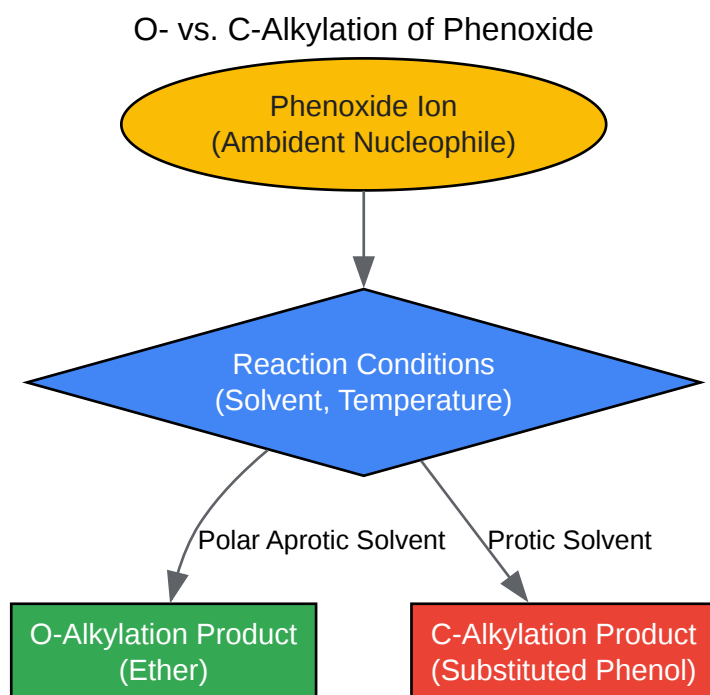 O- vs. C-Alkylation of Phenoxide
Phenoxide Ion
(Ambident Nucleophile)
Reaction Conditions
(Solvent, Temperature)
Polar Aprotic Solvent
Protic Solvent
O-Alkylation Product
(Ether)
C-Alkylation Product
(Substituted Phenol)